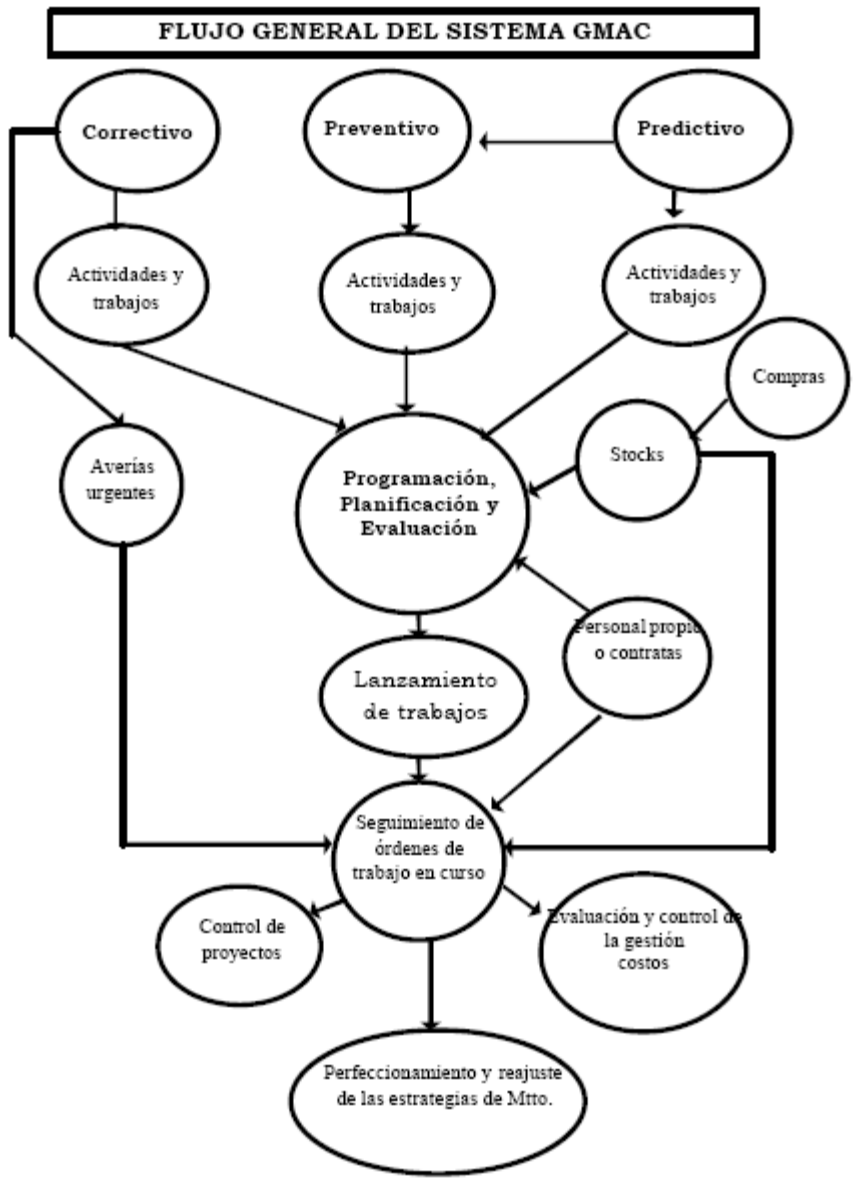 FLUJO GENERAL DEL SISTEMA GMAC
Correctivo
Preventivo
Predictivo
Actividades y
trabajos
Actividades y
trabajos
Actividades y
trabajos
Compras
Stocks
Averías
urgentes
Programación,
Planificación y
Evaluación
Personal propio
o contratas
Lanzamiento
de trabajos
Seguimiento de
órdenes de
trabajo en curso
Control de
proyectos
Evaluación y control de
la gestión
costos
Perfeccionamiento y reajuste
de las estrategias de Mtto.